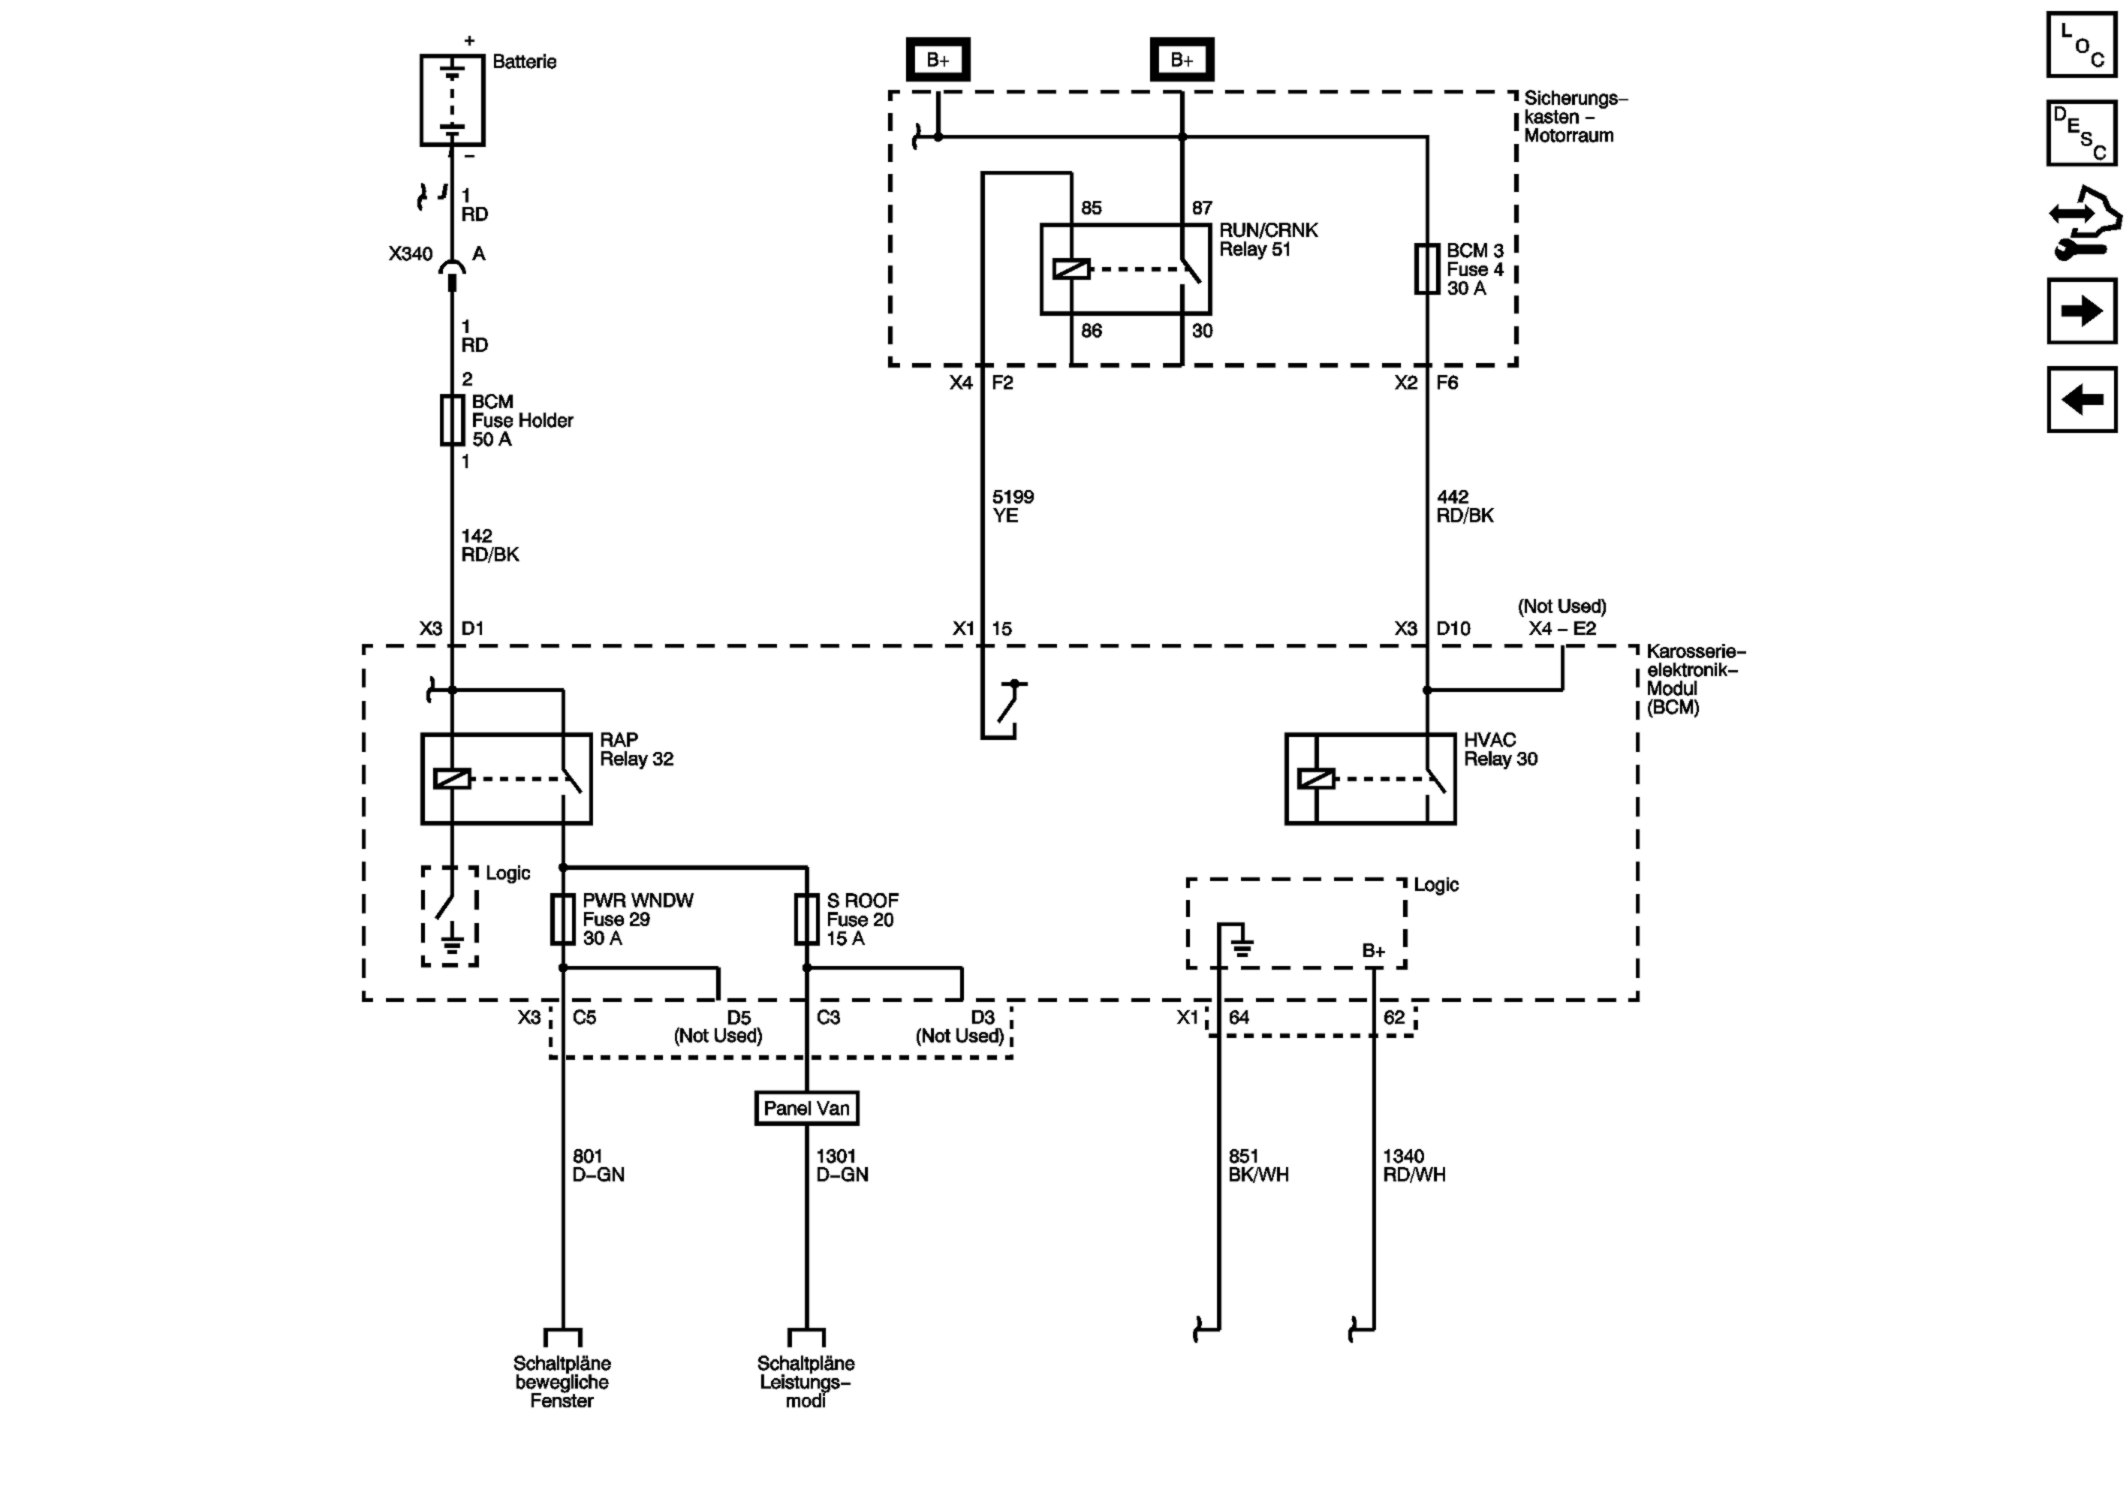 +
Batterie
–
1
RD
X340
A
1
RD
2
BCM
Fuse Holder
50 A
1
142
RD/BK
X3
D1
B+
B+
Sicherungs–
kasten –
Motorraum
85
87
RUN/CRNK
Relay 51
86
30
BCM 3
Fuse 4
30 A
X4
F2
X2
F6
5199
YE
442
RD/BK
X1
15
X3
D10
(Not Used)
X4 – E2
Karosserie–
elektronik–
Modul
(BCM)
RAP
Relay 32
HVAC
Relay 30
Logic
PWR WNDW
Fuse 29
30 A
S ROOF
Fuse 20
15 A
Logic
B+
X3
C5
D5
(Not Used)
C3
D3
(Not Used)
X1
64
62
Panel Van
801
D–GN
1301
D–GN
851
BK/WH
1340
RD/WH
Schaltpläne
bewegliche
Fenster
Schaltpläne
Leistungs–
modi
LOC
DESC